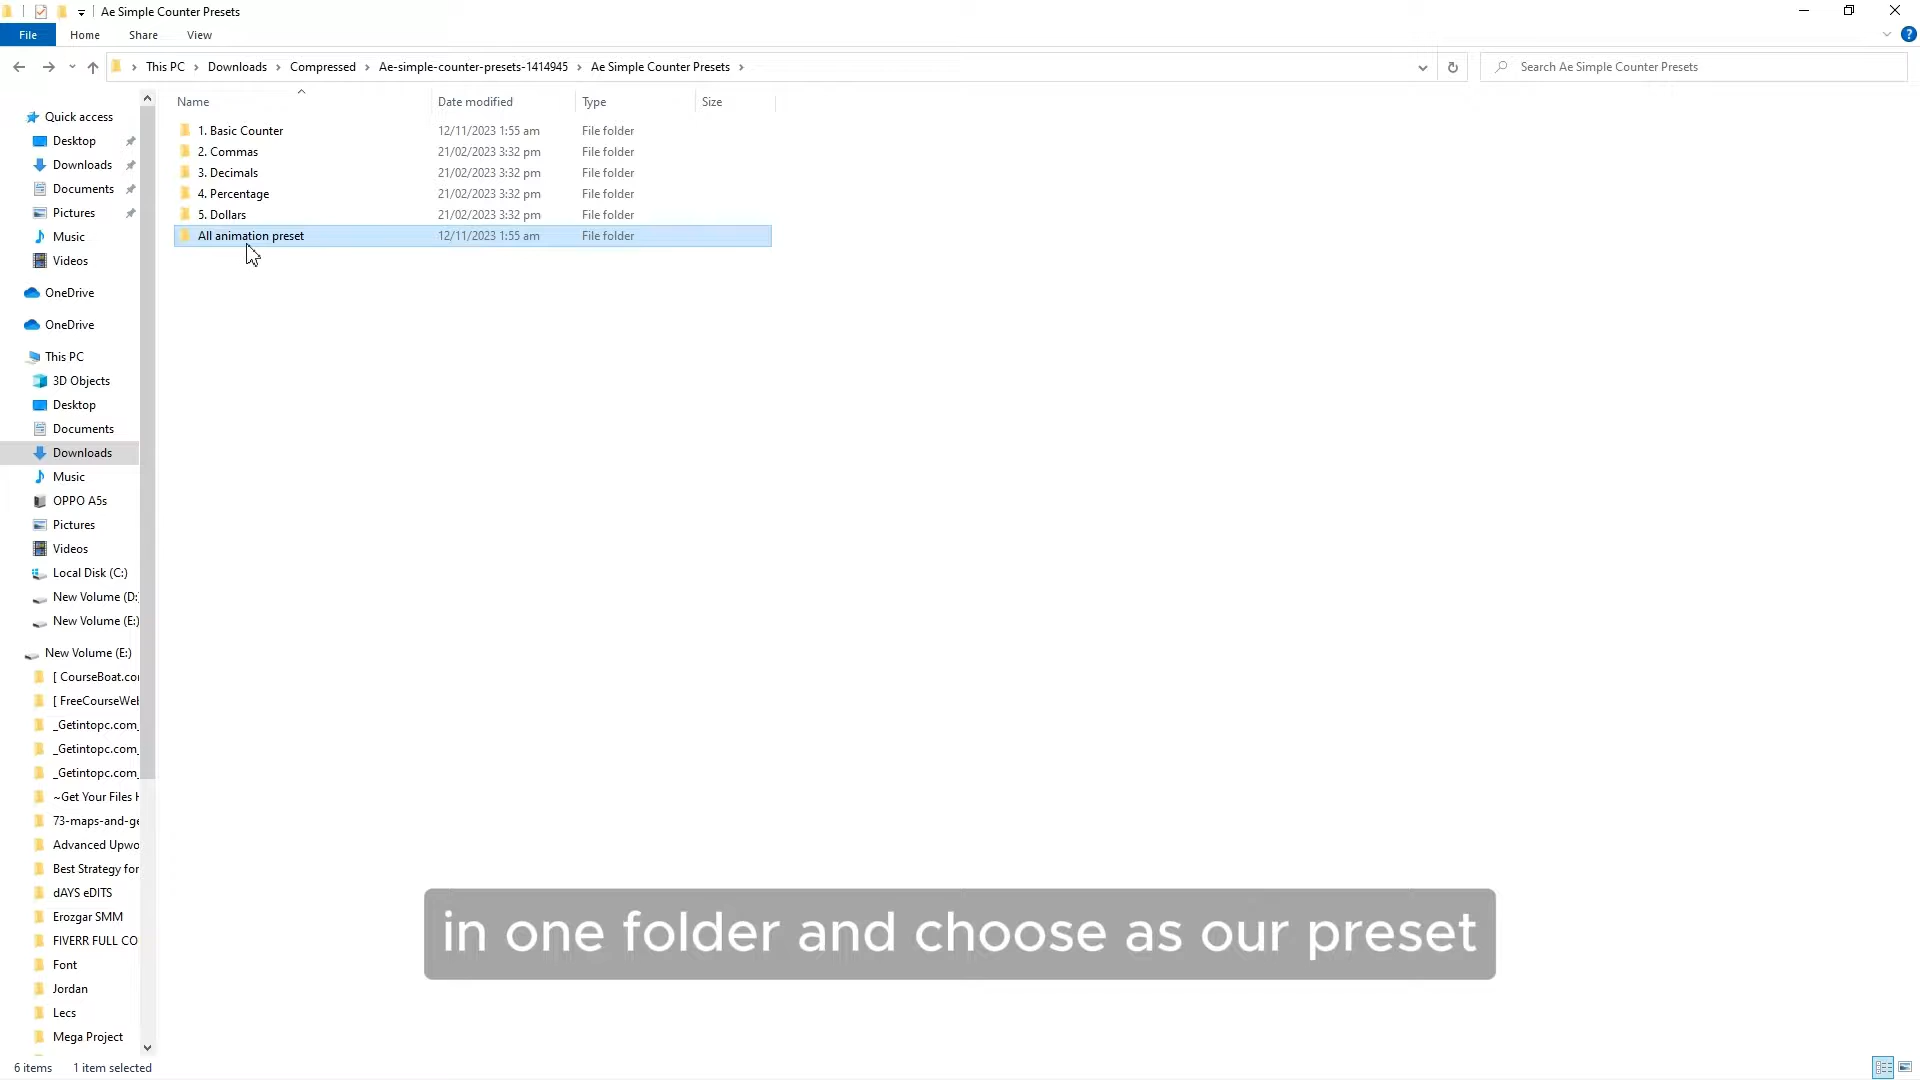 Ae Simple Counter Presets
File Home Share View
This PC Downloads Compressed Ae-simple-counter-presets-1414945 Ae Simple Counter Presets
Search Ae Simple Counter Presets
Name Date modified Type Size
1. Basic Counter 12/11/2023 1:55 am File folder
2. Commas 21/02/2023 3:32 pm File folder
3. Decimals 21/02/2023 3:32 pm File folder
4. Percentage 21/02/2023 3:32 pm File folder
5. Dollars 21/02/2023 3:32 pm File folder
All animation preset 12/11/2023 1:55 am File folder
Quick access
Desktop
Downloads
Documents
Pictures
Music
Videos
OneDrive
OneDrive
This PC
3D Objects
Desktop
Documents
Downloads
Music
OPPO A5s
Pictures
Videos
Local Disk (C:)
New Volume (D:
New Volume (E:)
New Volume (E:)
[ CourseBoat.co
[ FreeCourseWe
_Getintopc.com_
_Getintopc.com_
_Getintopc.com_
~Get Your Files
73-maps-and-ge
Advanced Upwo
Best Strategy for
dAYS eDITS
Erozgar SMM
FIVERR FULL CO
Font
Jordan
Lecs
Mega Project
in one folder and choose as our preset
6 items 1 item selected